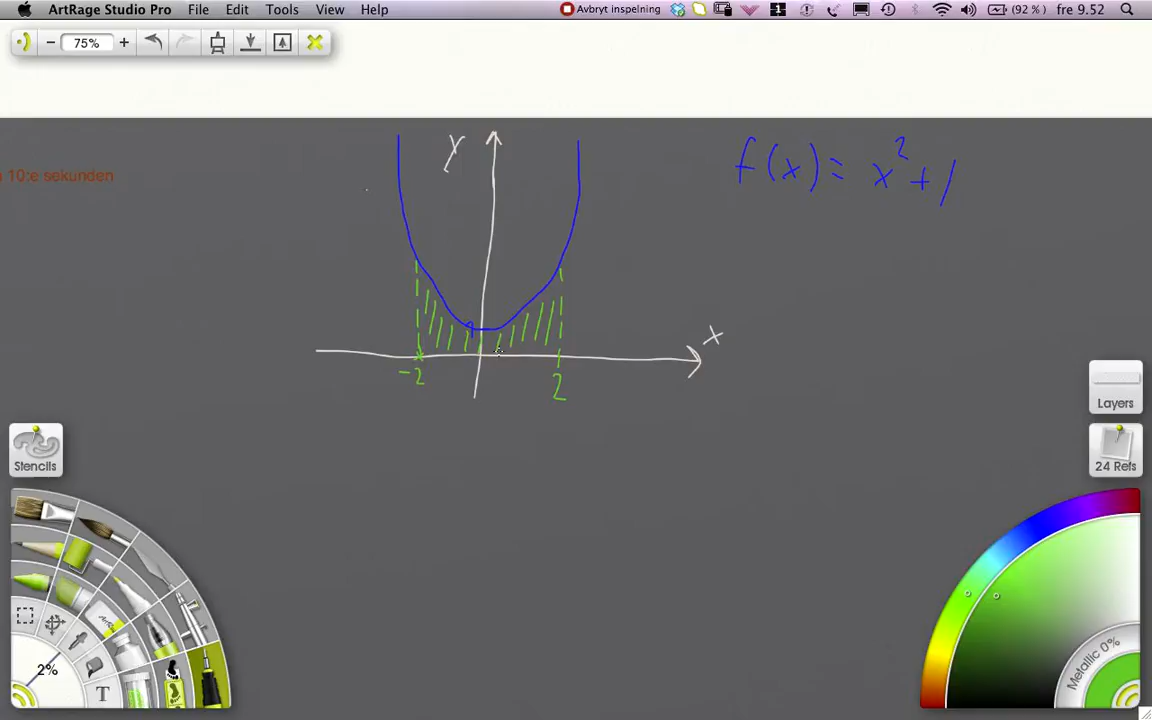 ArtRage Studio Pro File Edit Tools View Help Avbryt inspelning 1 (92 %) fre 9.52
75%
y
f(x) = x² + 1
10:e sekunden
x
-2
2
Layers
Stencils
24 Refs
2%
T
Metallic 0%